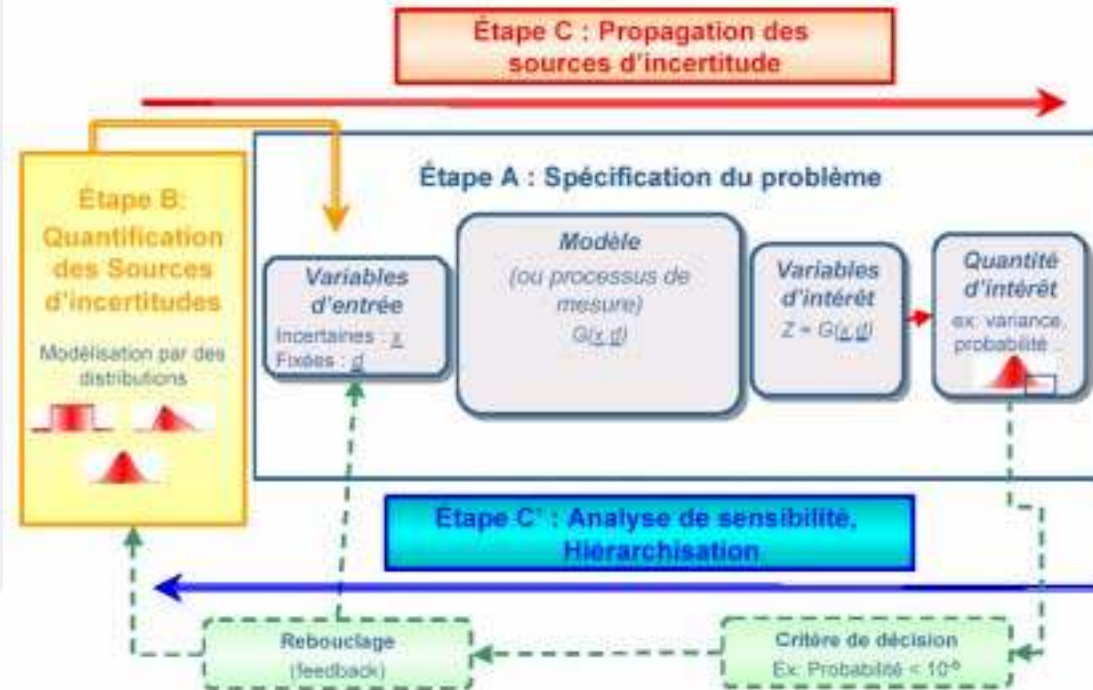 Étape C : Propagation des
sources d'incertitude
Étape A : Spécification du problème
Étape B:
Quantification
des Sources
d'incertitudes
Modélisation par des
distributions
Variables
d'entrée
Incertaines : x
Fixées : d
Modèle
(ou processus de
mesure)
G(x,d)
Variables
d'intérêt
Z = G(x,d)
Quantité
d'intérêt
ex: variance,
probabilité ..
Étape C' : Analyse de sensibilité,
Hiérarchisation
Rebouclage
(feedback)
Critère de décision
Ex: Probabilité <